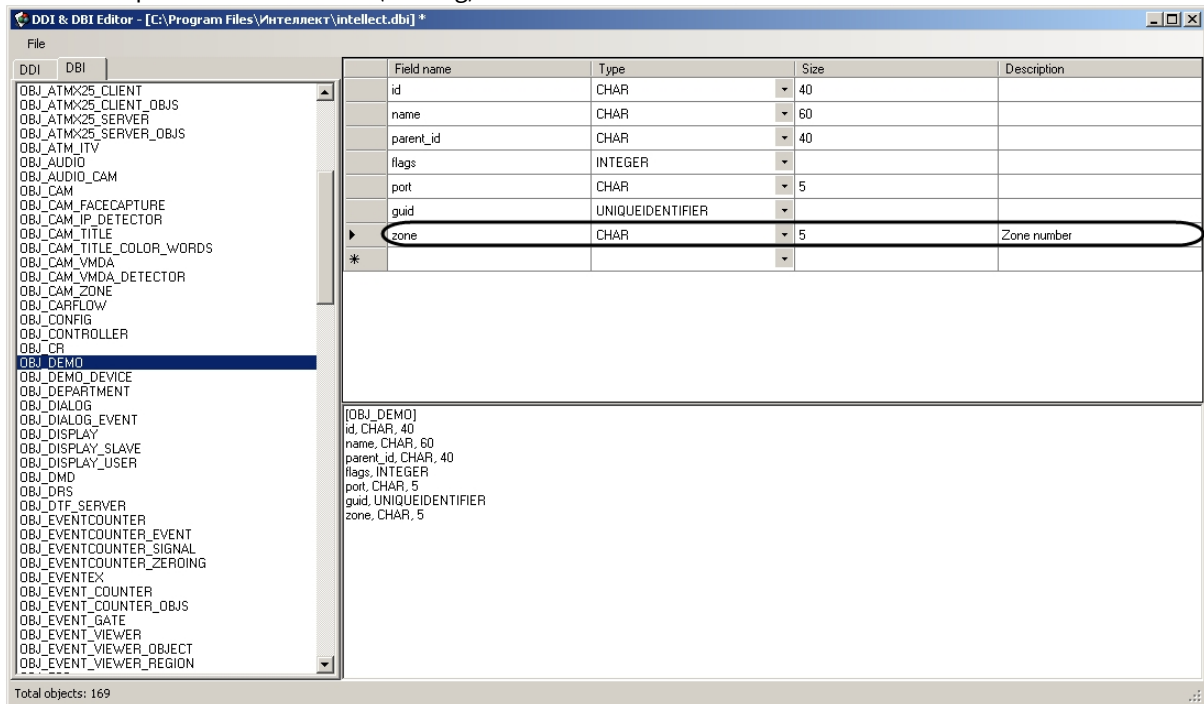 DDI & DBI Editor - [C:\Program Files\Интеллект\intellect.dbi] *
File
DDI DBI
OBJ_ATMX25_CLIENT
OBJ_ATMX25_CLIENT_OBJS
OBJ_ATMX25_SERVER
OBJ_ATMX25_SERVER_OBJS
OBJ_ATM_ITV
OBJ_AUDIO
OBJ_AUDIO_CAM
OBJ_CAM
OBJ_CAM_FACECAPTURE
OBJ_CAM_IP_DETECTOR
OBJ_CAM_TITLE
OBJ_CAM_TITLE_COLOR_WORDS
OBJ_CAM_VMDA
OBJ_CAM_VMDA_DETECTOR
OBJ_CAM_ZONE
OBJ_CARFLOW
OBJ_CONFIG
OBJ_CONTROLLER
OBJ_CR
OBJ_DEMO
OBJ_DEMO_DEVICE
OBJ_DEPARTMENT
OBJ_DIALOG
OBJ_DIALOG_EVENT
OBJ_DISPLAY
OBJ_DISPLAY_SLAVE
OBJ_DISPLAY_USER
OBJ_DMD
OBJ_DRS
OBJ_DTF_SERVER
OBJ_EVENTCOUNTER
OBJ_EVENTCOUNTER_EVENT
OBJ_EVENTCOUNTER_SIGNAL
OBJ_EVENTCOUNTER_ZEROING
OBJ_EVENTEX
OBJ_EVENT_COUNTER
OBJ_EVENT_COUNTER_OBJS
OBJ_EVENT_GATE
OBJ_EVENT_VIEWER
OBJ_EVENT_VIEWER_OBJECT
OBJ_EVENT_VIEWER_REGION
Field name Type Size Description
id CHAR 40
name CHAR 60
parent_id CHAR 40
flags INTEGER
port CHAR 5
guid UNIQUEIDENTIFIER
zone CHAR 5 Zone number
*
[OBJ_DEMO]
id, CHAR, 40
name, CHAR, 60
parent_id, CHAR, 40
flags, INTEGER
port, CHAR, 5
guid, UNIQUEIDENTIFIER
zone, CHAR, 5
Total objects: 169